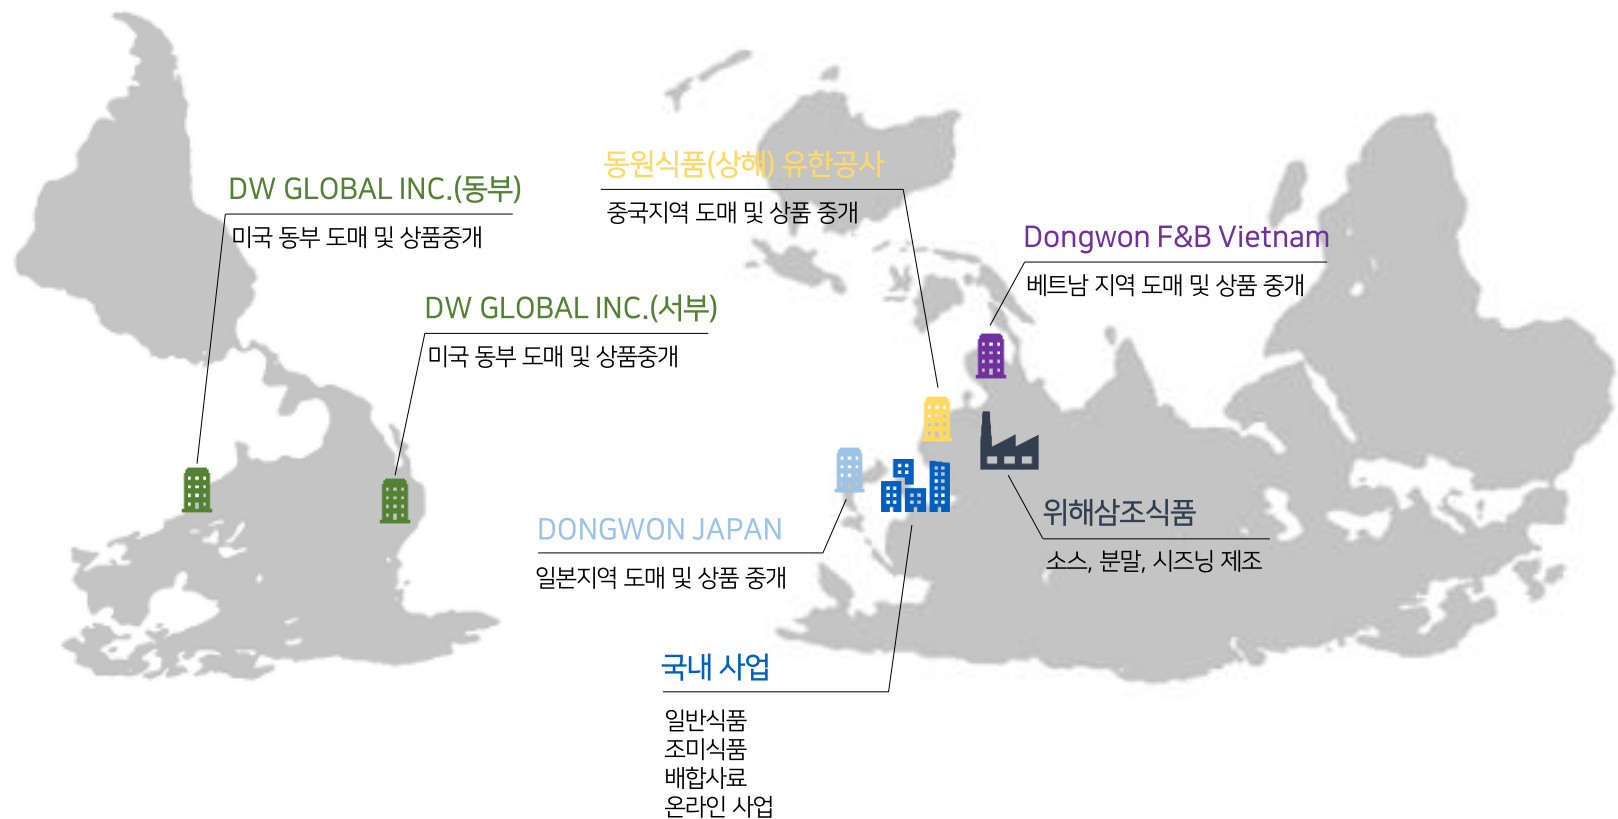 DW GLOBAL INC.(동부)
미국 동부 도매 및 상품중개
DW GLOBAL INC.(서부)
미국 동부 도매 및 상품중개
동원식품(상해) 유한공사
중국지역 도매 및 상품 중개
Dongwon F&B Vietnam
베트남 지역 도매 및 상품 중개
DONGWON JAPAN
일본지역 도매 및 상품 중개
위해삼조식품
소스, 분말, 시즈닝 제조
국내 사업
일반식품
조미식품
배합사료
온라인 사업